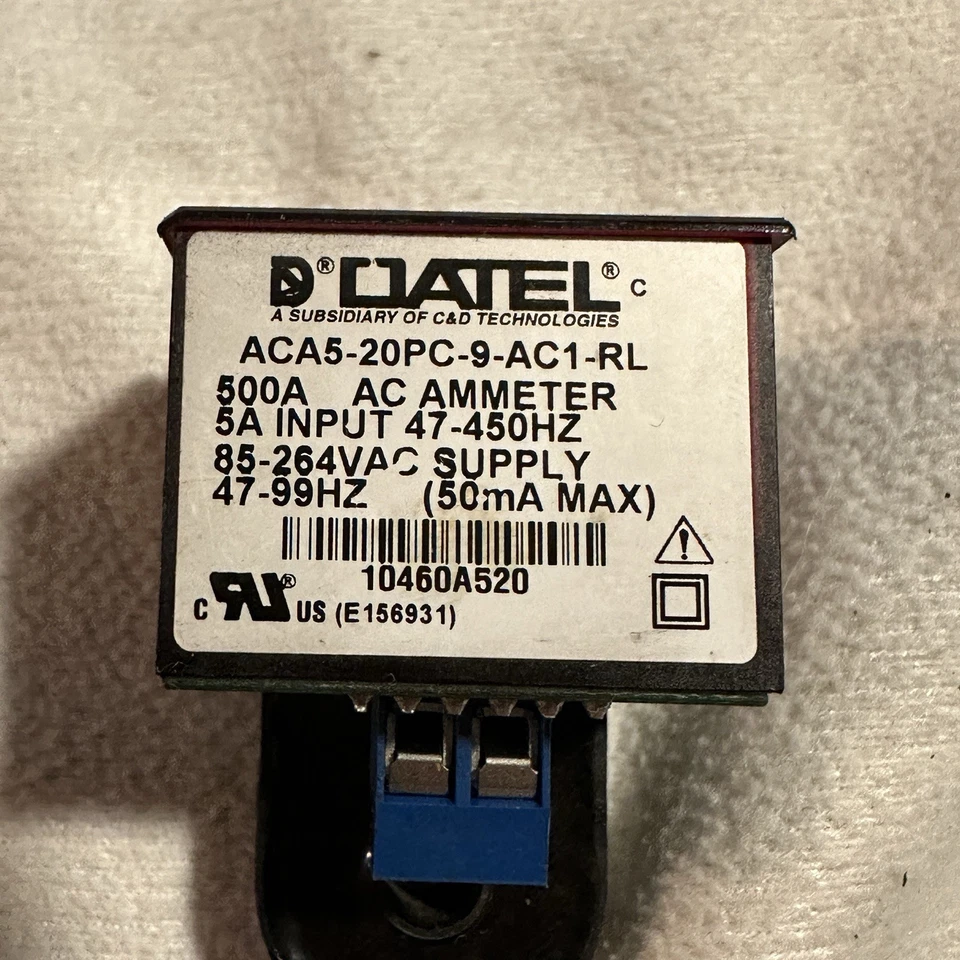 D® DATEL® C
A SUBSIDIARY OF C&D TECHNOLOGIES
ACA5-20PC-9-AC1-RL
500A AC AMMETER
5A INPUT 47-450HZ
85-264VAC SUPPLY
47-99HZ (50mA MAX)
10460A520
C RU® US (E156931)